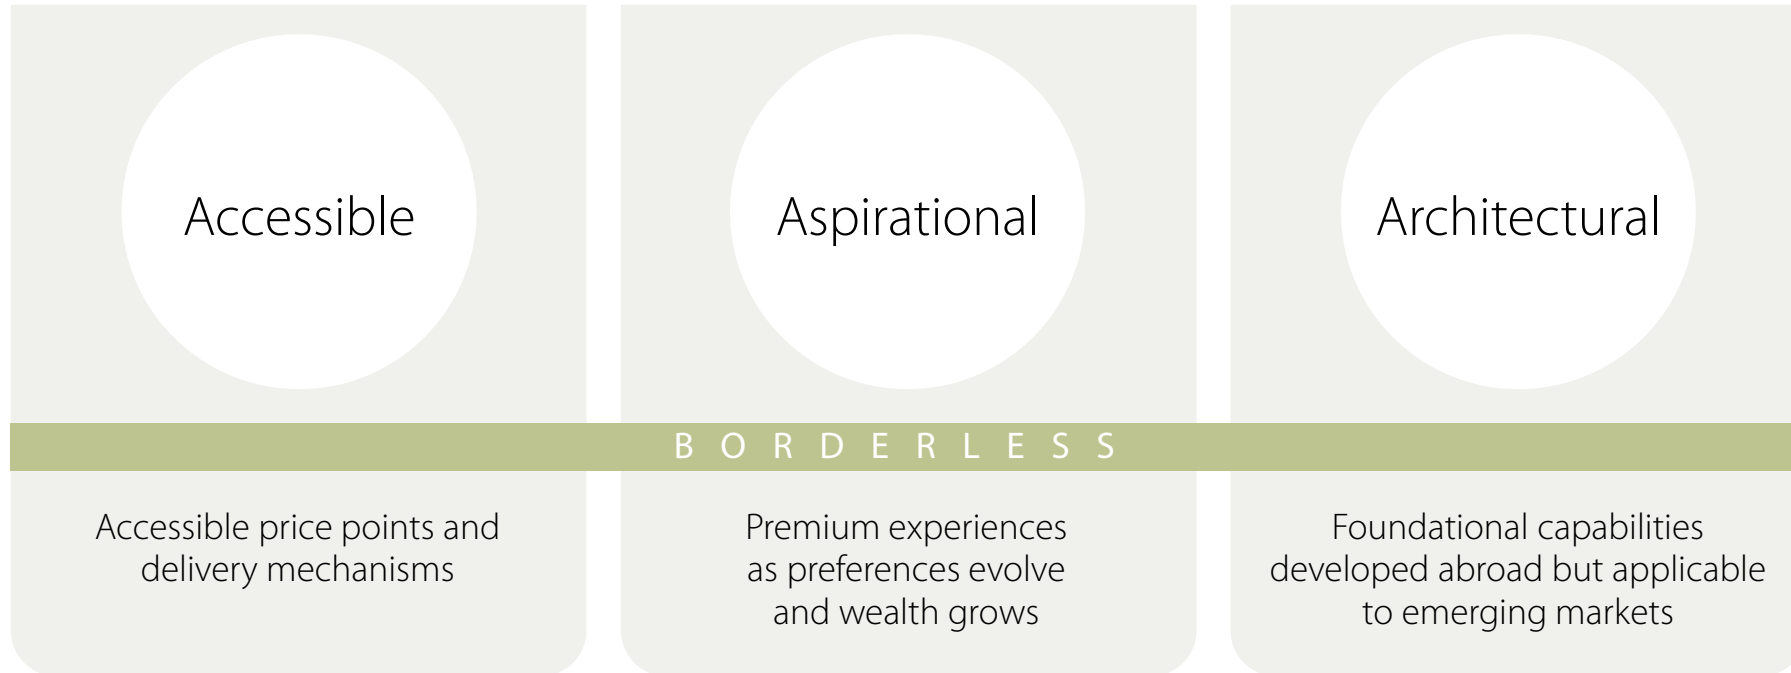 Accessible
Aspirational
Architectural
BORDERLESS
Accessible price points and
delivery mechanisms
Premium experiences
as preferences evolve
and wealth grows
Foundational capabilities
developed abroad but applicable
to emerging markets